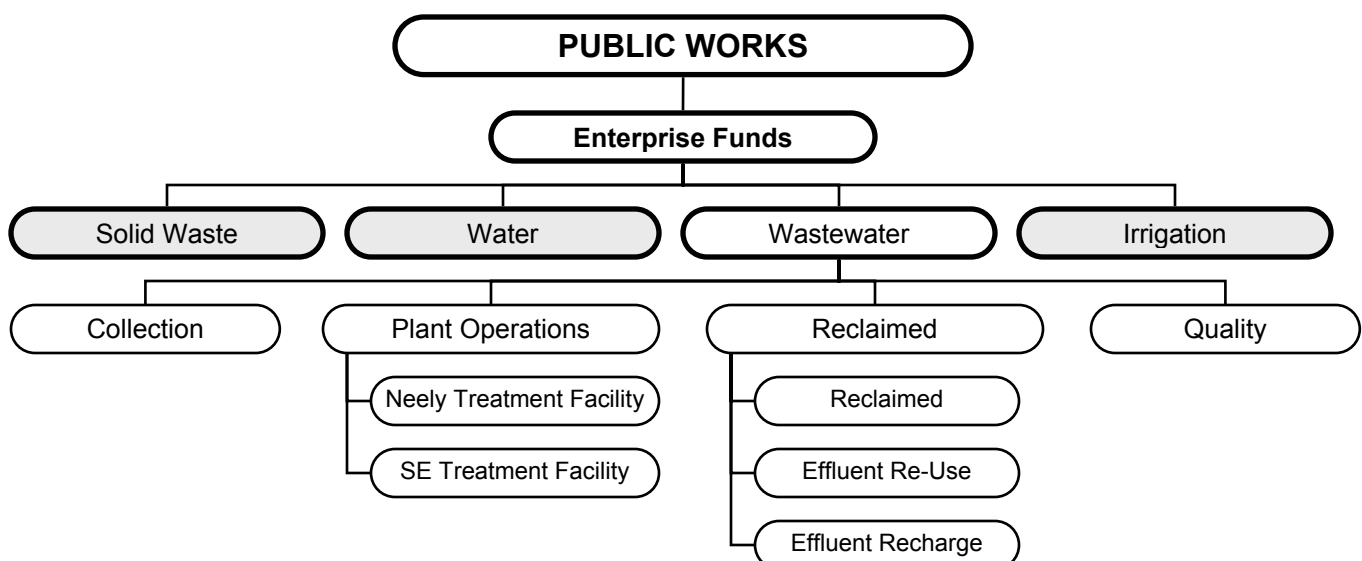 PUBLIC WORKS
Enterprise Funds
Solid Waste
Water
Wastewater
Irrigation
Collection
Plant Operations
Reclaimed
Quality
Neely Treatment Facility
Reclaimed
SE Treatment Facility
Effluent Re-Use
Effluent Recharge